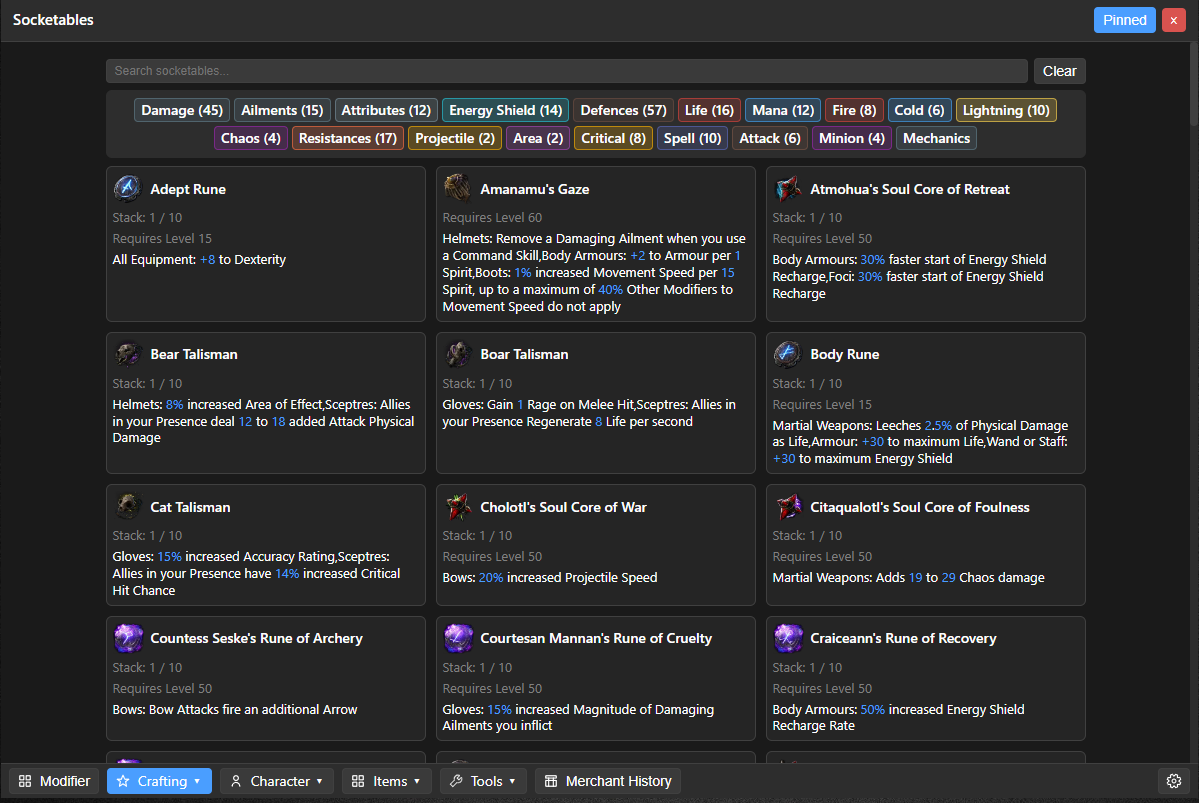 Socketables
Pinned
x
Search socketables...
Clear
Damage (45) Ailments (15) Attributes (12) Energy Shield (14) Defences (57) Life (16) Mana (12) Fire (8) Cold (6) Lightning (10)
Chaos (4) Resistances (17) Projectile (2) Area (2) Critical (8) Spell (10) Attack (6) Minion (4) Mechanics
Adept Rune
Stack: 1 / 10
Requires Level 15
All Equipment: +8 to Dexterity
Amanamu's Gaze
Requires Level 60
Helmets: Remove a Damaging Ailment when you use
a Command Skill,Body Armours: +2 to Armour per 1
Spirit,Boots: 1% increased Movement Speed per 15
Spirit, up to a maximum of 40% Other Modifiers to
Movement Speed do not apply
Atmohua's Soul Core of Retreat
Stack: 1 / 10
Requires Level 50
Body Armours: 30% faster start of Energy Shield
Recharge,Foci: 30% faster start of Energy Shield
Recharge
Bear Talisman
Stack: 1 / 10
Helmets: 8% increased Area of Effect,Sceptres: Allies
in your Presence deal 12 to 18 added Attack Physical
Damage
Boar Talisman
Stack: 1 / 10
Gloves: Gain 1 Rage on Melee Hit,Sceptres: Allies in
your Presence Regenerate 8 Life per second
Body Rune
Stack: 1 / 10
Requires Level 15
Martial Weapons: Leeches 2.5% of Physical Damage
as Life,Armour: +30 to maximum Life,Wand or Staff:
+30 to maximum Energy Shield
Cat Talisman
Stack: 1 / 10
Gloves: 15% increased Accuracy Rating,Sceptres:
Allies in your Presence have 14% increased Critical
Hit Chance
Cholotl's Soul Core of War
Stack: 1 / 10
Requires Level 50
Bows: 20% increased Projectile Speed
Citaqualotl's Soul Core of Foulness
Stack: 1 / 10
Requires Level 50
Martial Weapons: Adds 19 to 29 Chaos damage
Countess Seske's Rune of Archery
Stack: 1 / 10
Requires Level 50
Bows: Bow Attacks fire an additional Arrow
Courtesan Mannan's Rune of Cruelty
Stack: 1 / 10
Requires Level 50
Gloves: 15% increased Magnitude of Damaging
Ailments you inflict
Craiceann's Rune of Recovery
Stack: 1 / 10
Requires Level 50
Body Armours: 50% increased Energy Shield
Recharge Rate
Modifier Crafting Character Items Tools Merchant History